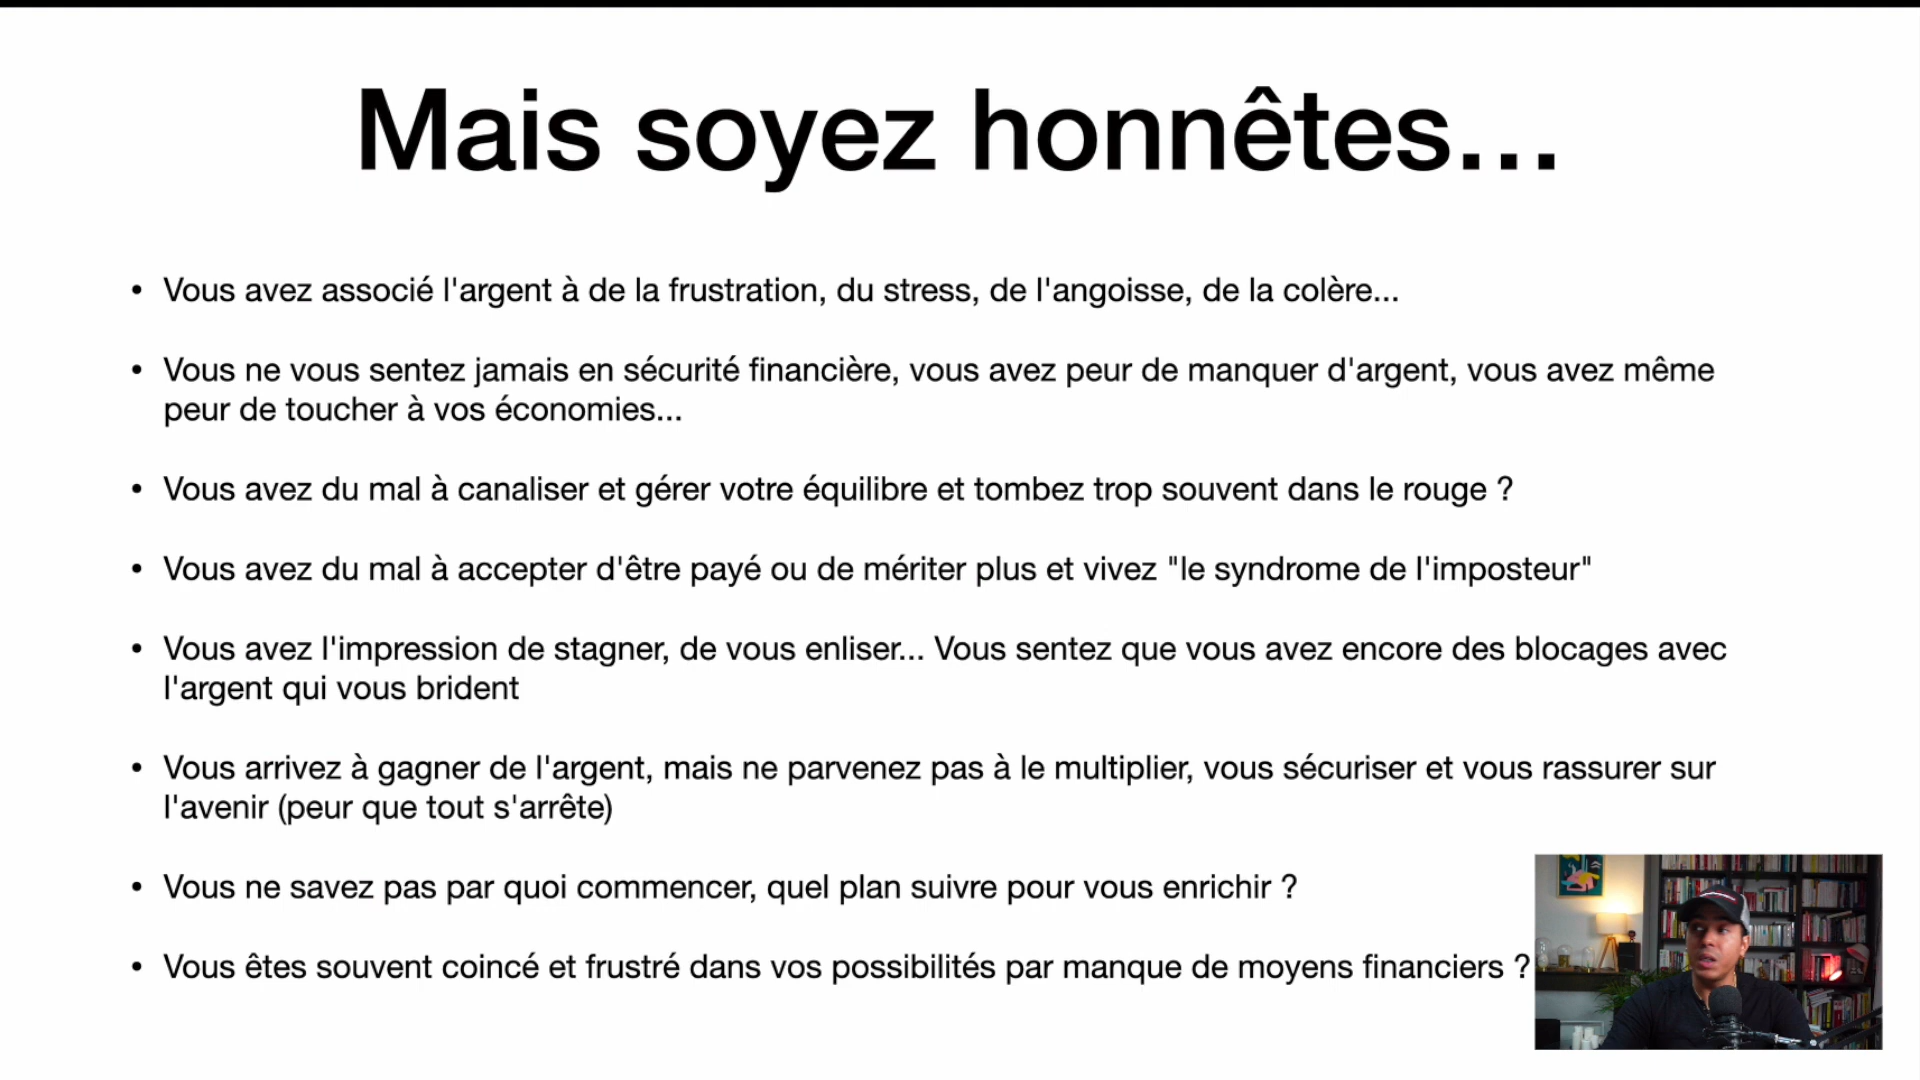 Mais soyez honnêtes...
• Vous avez associé l'argent à de la frustration, du stress, de l'angoisse, de la colère...
• Vous ne vous sentez jamais en sécurité financière, vous avez peur de manquer d'argent, vous avez même
peur de toucher à vos économies...
• Vous avez du mal à canaliser et gérer votre équilibre et tombez trop souvent dans le rouge ?
• Vous avez du mal à accepter d'être payé ou de mériter plus et vivez "le syndrome de l'imposteur"
• Vous avez l'impression de stagner, de vous enliser... Vous sentez que vous avez encore des blocages avec
l'argent qui vous brident
• Vous arrivez à gagner de l'argent, mais ne parvenez pas à le multiplier, vous sécuriser et vous rassurer sur
l'avenir (peur que tout s'arrête)
• Vous ne savez pas par quoi commencer, quel plan suivre pour vous enrichir ?
• Vous êtes souvent coincé et frustré dans vos possibilités par manque de moyens financiers ?